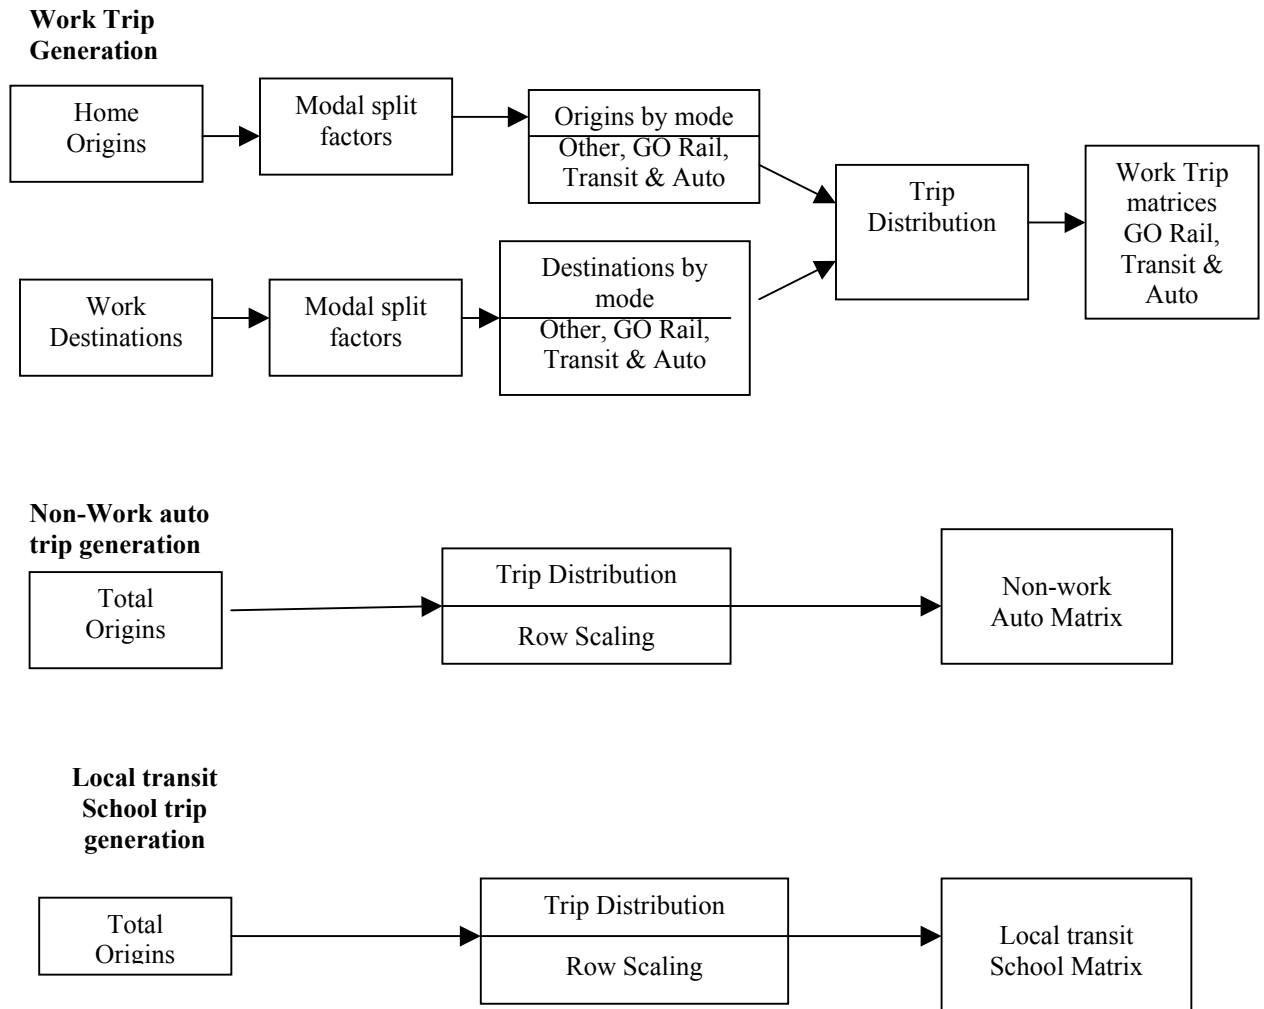 Work Trip
Generation
Home
Origins
Modal split
factors
Origins by mode
Other, GO Rail,
Transit & Auto
Trip
Distribution
Work Trip
matrices
GO Rail,
Transit &
Auto
Work
Destinations
Modal split
factors
Destinations by
mode
Other, GO Rail,
Transit & Auto
Non-Work auto
trip generation
Total
Origins
Trip Distribution
Row Scaling
Non-work
Auto Matrix
Local transit
School trip
generation
Total
Origins
Trip Distribution
Row Scaling
Local transit
School Matrix